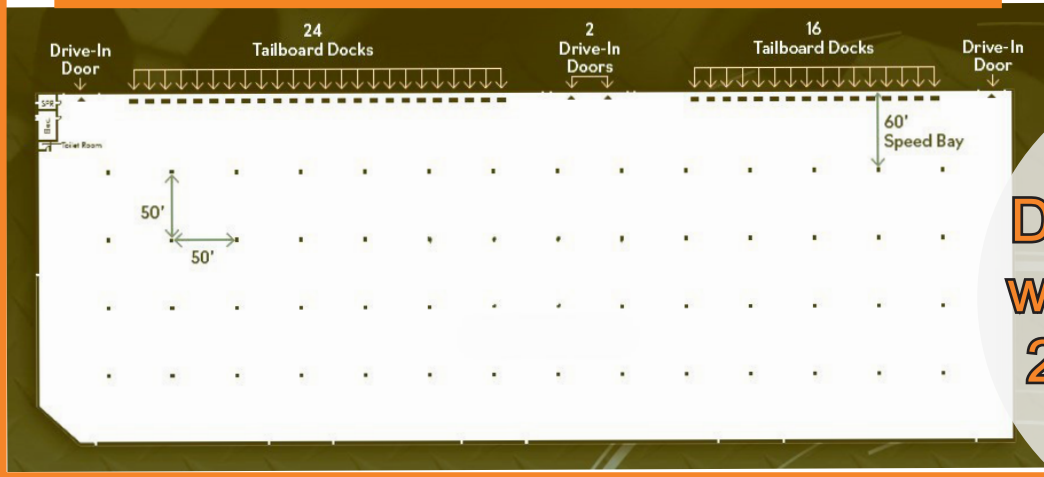 Drive-In
Door
24
Tailboard Docks
2
Drive-In
Doors
16
Tailboard Docks
Drive-In
Door
SPR
Elec.
Toilet Room
60'
Speed Bay
50'
50'
D
w
2